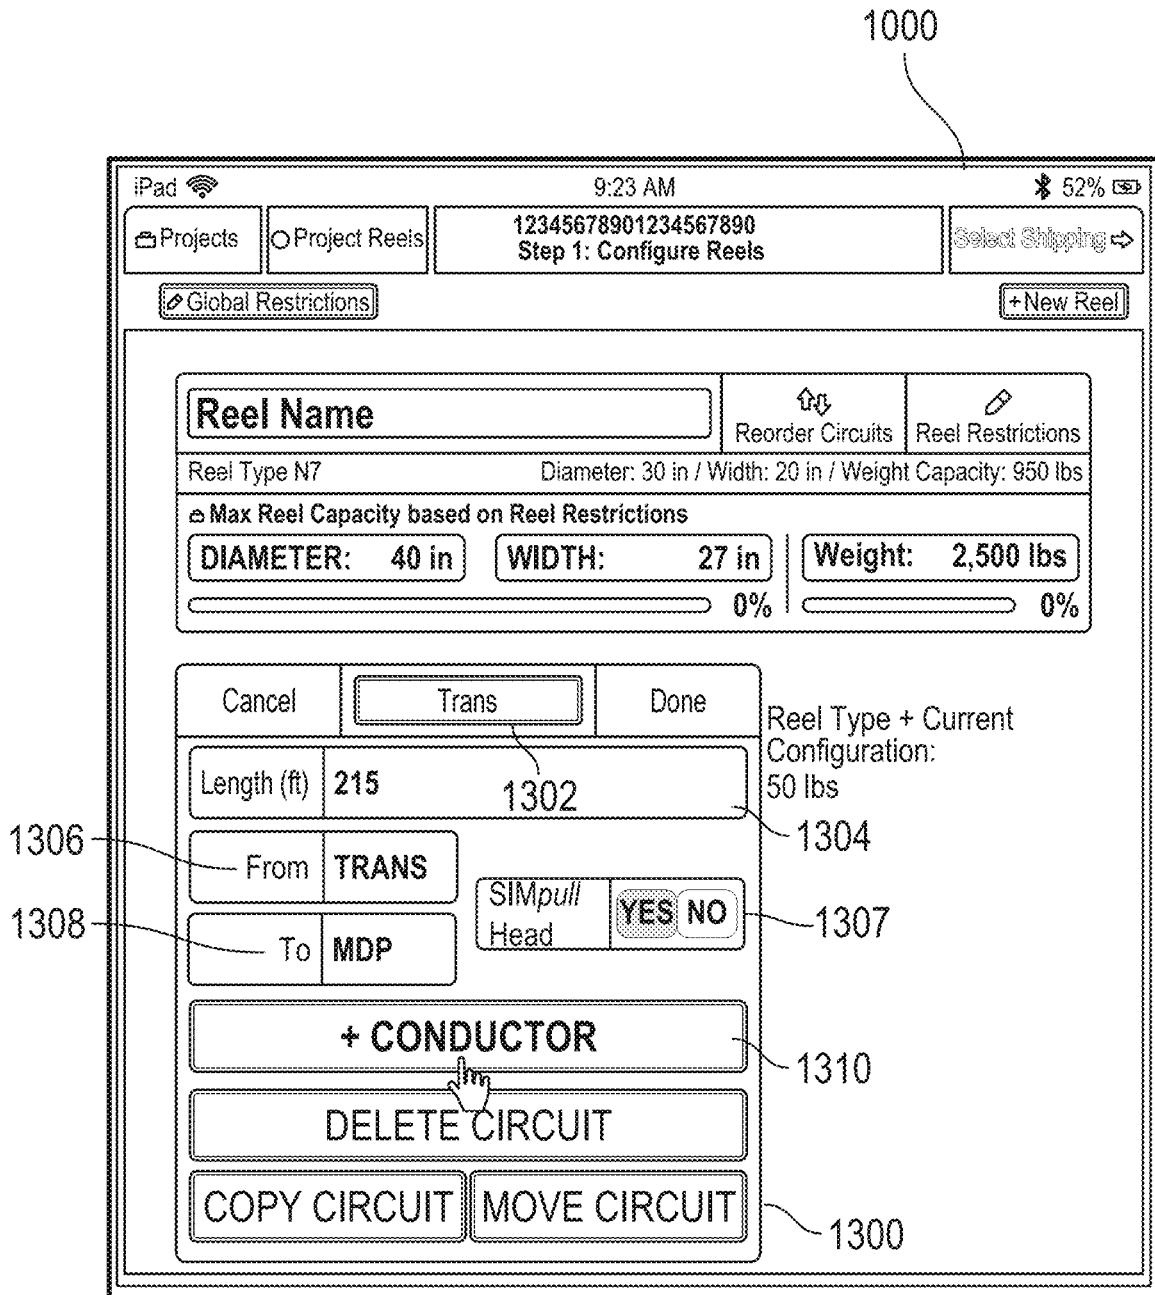 1000
iPad 9:23 AM 52%
Projects Project Reels 12345678901234567890 Select Shipping
Step 1: Configure Reels
Global Restrictions +New Reel
Reel Name Reorder Circuits Reel Restrictions
Reel Type N7 Diameter: 30 in / Width: 20 in / Weight Capacity: 950 lbs
Max Reel Capacity based on Reel Restrictions
DIAMETER: 40 in WIDTH: 27 in Weight: 2,500 lbs
0% 0%
Cancel Trans Done
Reel Type + Current
Configuration:
50 lbs
Length (ft) 215 1302
1304
1306 From TRANS
SIMpull
Head YES NO 1307
1308 To MDP
+ CONDUCTOR
1310
DELETE CIRCUIT
COPY CIRCUIT MOVE CIRCUIT
1300